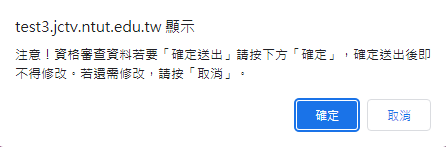 test3.jctv.ntut.edu.tw 顯示
注意！資格審查資料若要「確定送出」請按下方「確定」，確定送出後即
不得修改。若還需修改，請按「取消」。
確定
取消